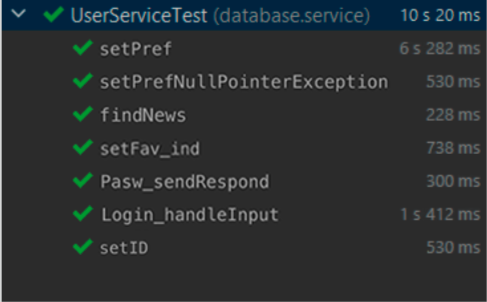 UserServiceTest (database.service) 10 s 20 ms
setPref 6 s 282 ms
setPrefNullPointerException 530 ms
findNews 228 ms
setFav_ind 738 ms
Pasw_sendRespond 300 ms
Login_handleInput 1 s 412 ms
setID 530 ms